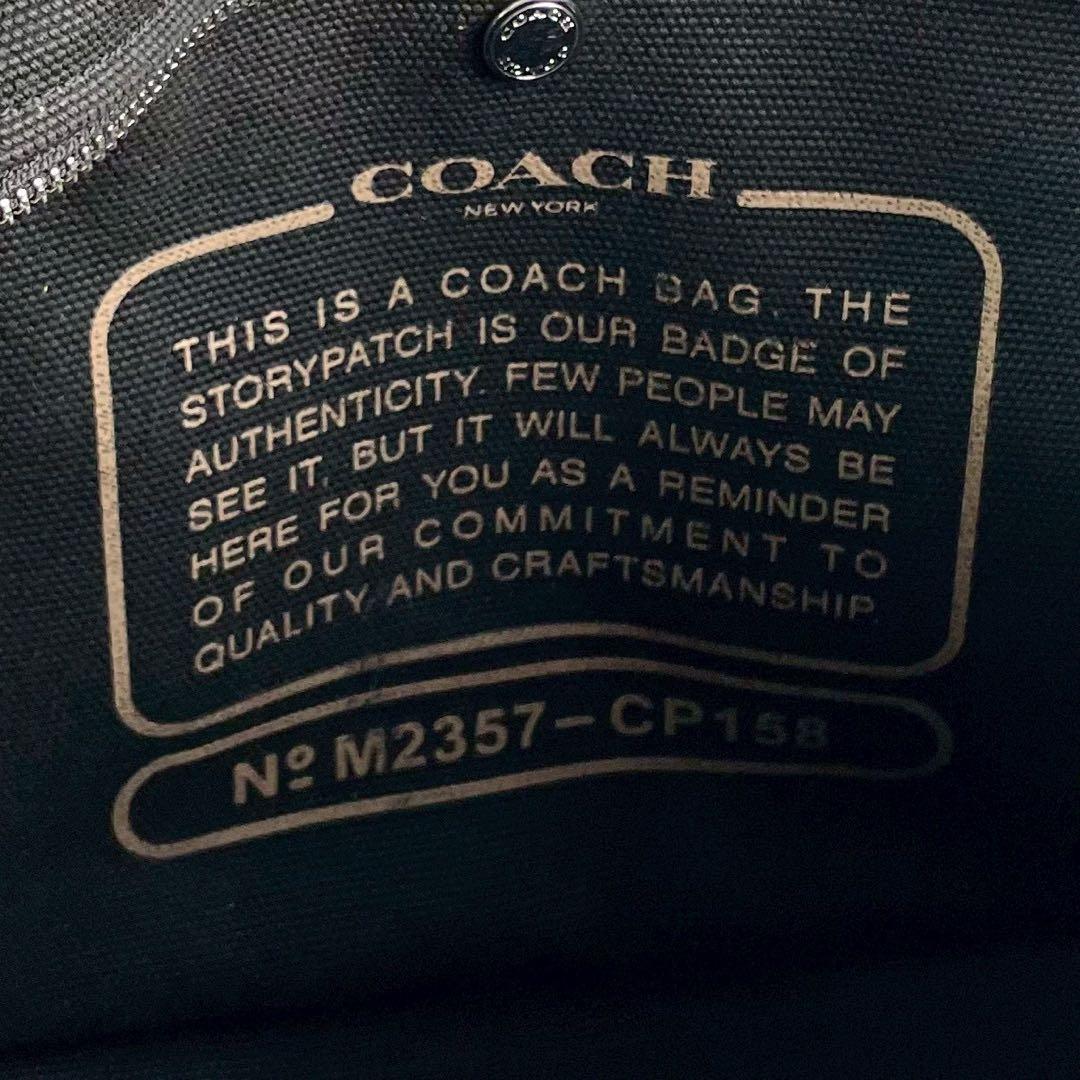 COACH
COACH
NEW YORK
THIS IS A COACH BAG. THE
STORYPATCH IS OUR BADGE OF
AUTHENTICITY. FEW PEOPLE MAY
SEE IT, BUT IT WILL ALWAYS BE
HERE FOR YOU AS A REMINDER
OF OUR COMMITMENT TO
QUALITY AND CRAFTSMANSHIP.
Nº M2357-CP158